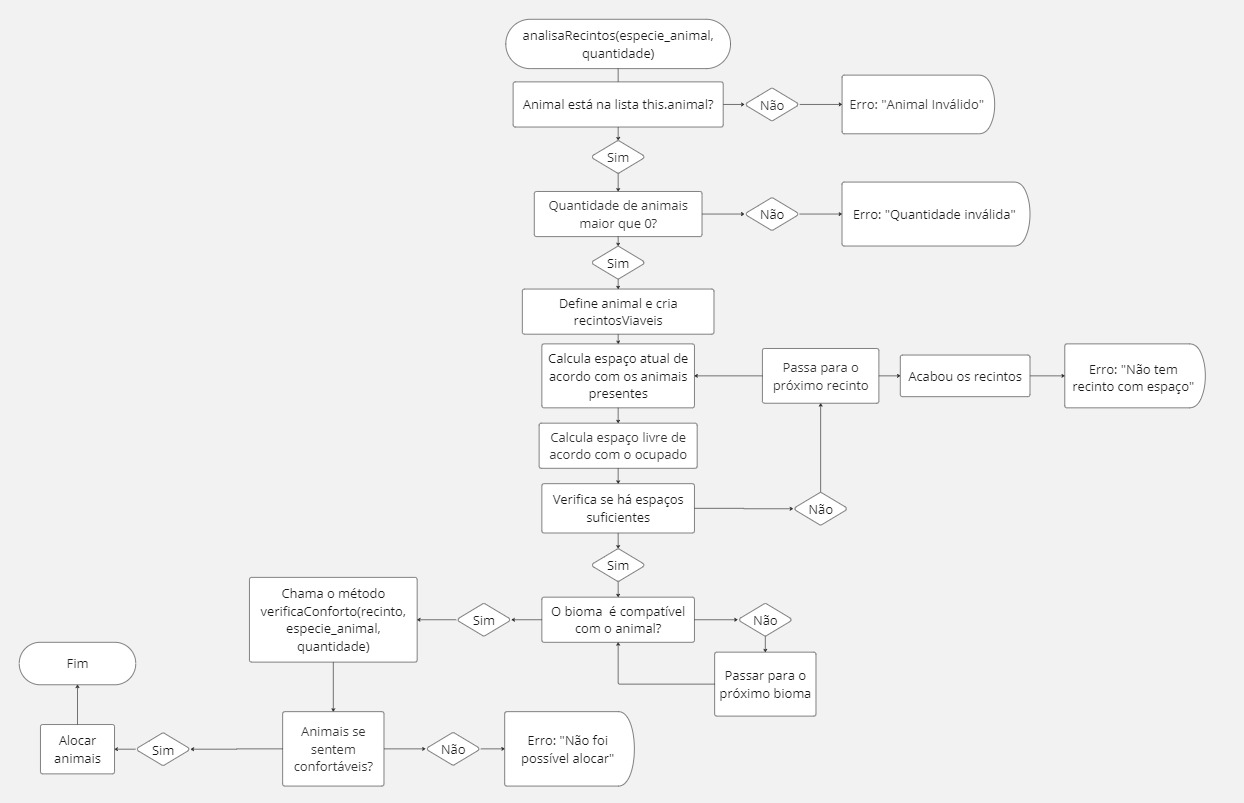 analisaRecintos(especie_animal,
quantidade)
Animal está na lista this.animal?
Não
Erro: "Animal Inválido"
Sim
Quantidade de animais
maior que 0?
Não
Erro: "Quantidade inválida"
Sim
Define animal e cria
recintosViaveis
Calcula espaço atual de
acordo com os animais
presentes
Passa para o
próximo recinto
Acabou os recintos
Erro: "Não tem
recinto com espaço"
Calcula espaço livre de
acordo com o ocupado
Verifica se há espaços
suficientes
Não
Sim
O bioma é compatível
com o animal?
Não
Passar para o
próximo bioma
Sim
Chama o método
verificaConforto(recinto,
especie_animal,
quantidade)
Animais se
sentem
confortáveis?
Não
Erro: "Não foi
possível alocar"
Sim
Alocar
animais
Fim